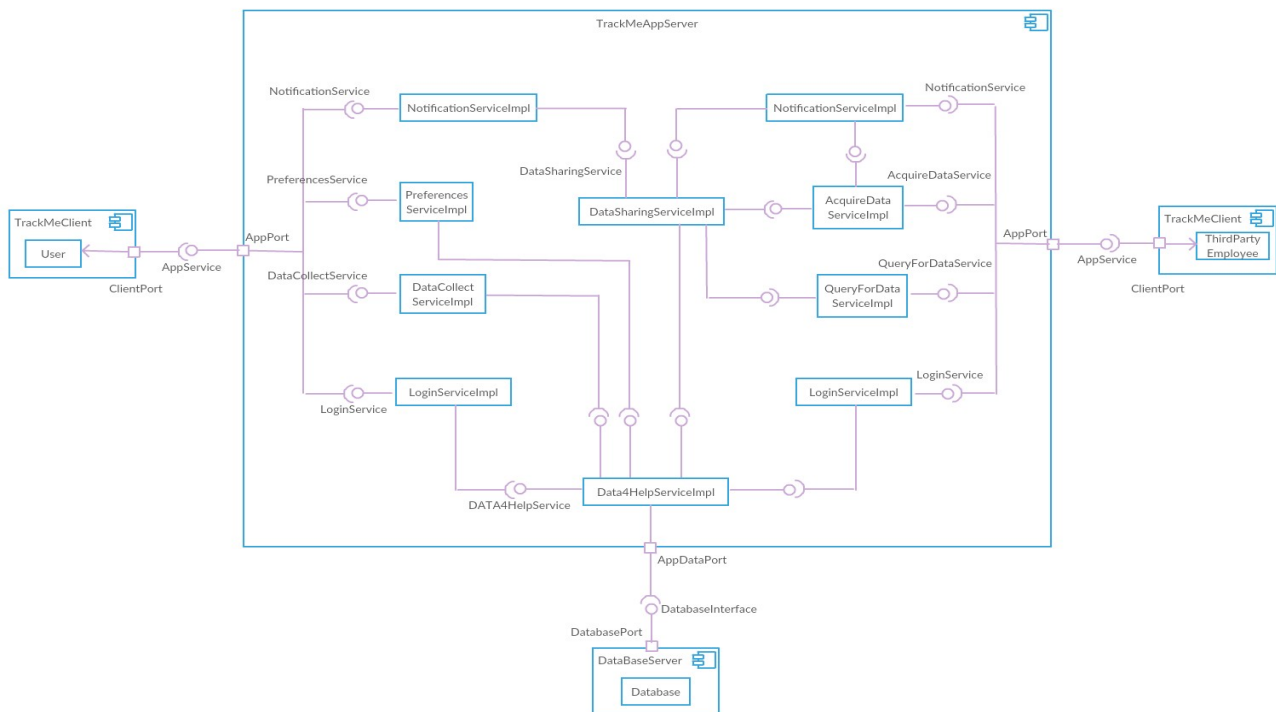 TrackMeAppServer
NotificationService
NotificationServiceImpl
NotificationServiceImpl
NotificationService
DataSharingService
PreferencesService
Preferences
ServiceImpl
DataSharingServiceImpl
AcquireData
ServiceImpl
AcquireDataService
TrackMeClient
User
ClientPort
AppService
AppPort
DataCollectService
DataCollect
ServiceImpl
QueryForData
ServiceImpl
QueryForDataService
AppPort
AppService
TrackMeClient
ThirdParty
Employee
ClientPort
LoginService
LoginServiceImpl
LoginServiceImpl
LoginService
DATA4HelpService
Data4HelpServiceImpl
AppDataPort
DatabaseInterface
DatabasePort
DataBaseServer
Database